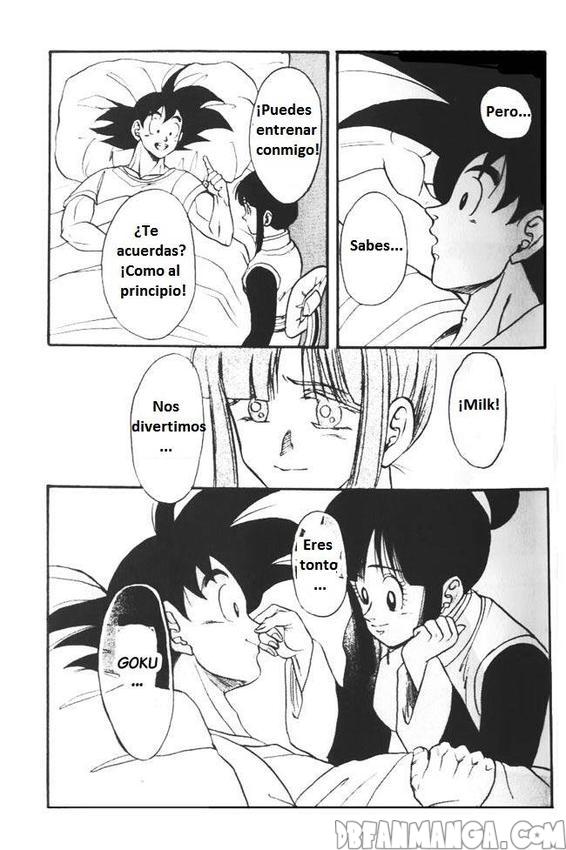 ¡Puedes
entrenar
conmigo!
¿Te
acuerdas?
¡Como al
principio!
Pero...
Sabes...
Nos
divertimos
...
¡Milk!
Eres
tonto
...
GOKU
...
DBFANMANGA.COM